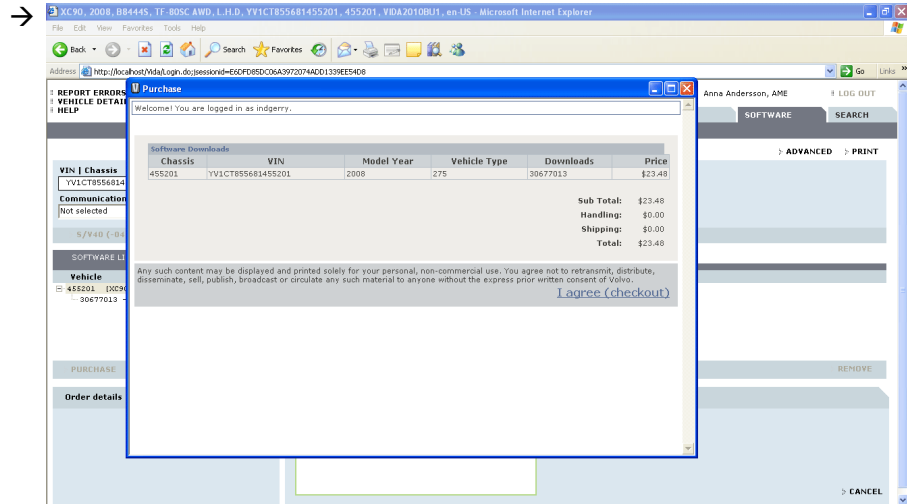 XC90, 2008, B8444S, TF-80SC AWD, L.H.D, YV1CT855681455201, 455201, VIDA2010BU1, en-US - Microsoft Internet Explorer
File Edit View Favorites Tools Help
Back Search Favorites
Address http://localhost/Vida/Login.do;jsessionid=E6DFD85DC06A3972074ADD1339EE54D8 Go Links
REPORT ERRORS
VEHICLE DETAI
HELP
Anna Andersson, AME LOG OUT
SOFTWARE SEARCH
ADVANCED PRINT
VIN | Chassis
YV1CT8556814
Communication
Not selected
S/V40 (-04
SOFTWARE LI
Vehicle
455201 [XC90
30677013 -
PURCHASE REMOVE
Order details
CANCEL
Purchase
Welcome! You are logged in as indgerry.
Software Downloads
Chassis VIN Model Year Vehicle Type Downloads Price
455201 YV1CT855681455201 2008 275 30677013 $23.48
Sub Total: $23.48
Handling: $0.00
Shipping: $0.00
Total: $23.48
Any such content may be displayed and printed solely for your personal, non-commercial use. You agree not to retransmit, distribute,
disseminate, sell, publish, broadcast or circulate any such material to anyone without the express prior written consent of Volvo.
I agree (checkout)